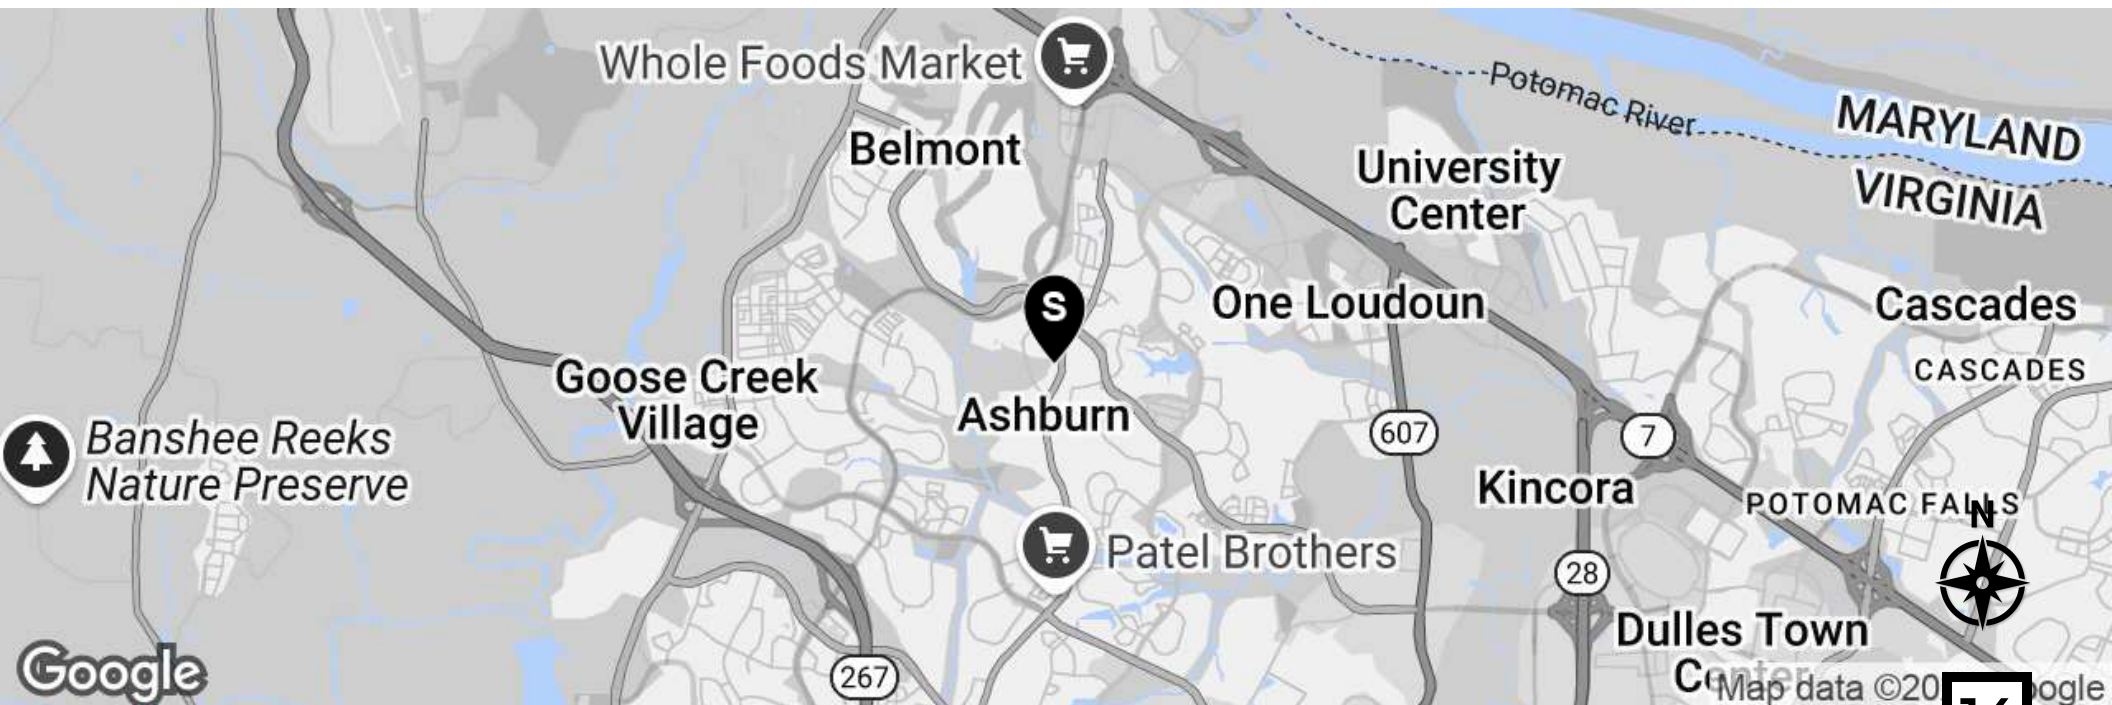 Whole Foods Market
Potomac River
MARYLAND
VIRGINIA
Belmont
University
Center
S
One Loudoun
Cascades
CASCADES
Goose Creek
Village
Ashburn
607
7
Banshee Reeks
Nature Preserve
Kincora
POTOMAC FALLS
N
Patel Brothers
28
Dulles Town
Center
267
Google
Map data ©20